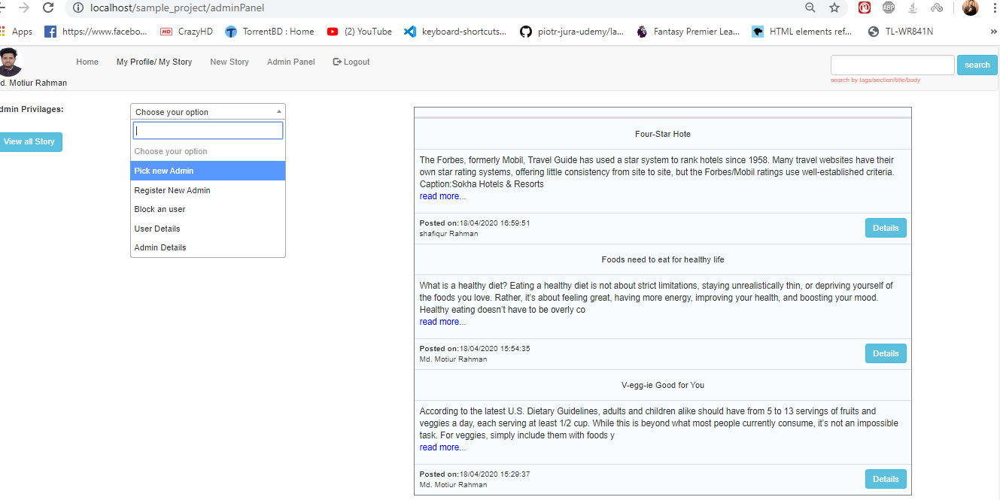 localhost/sample_project/adminPanel
ABP
Apps
https://www.facebo...
HD
CrazyHD
TorrentBD : Home
(2) YouTube
keyboard-shortcuts...
piotr-jura-udemy/la...
Fantasy Premier Lea...
HTML elements ref...
TL-WR841N
»
d. Motiur Rahman
Home
My Profile/ My Story
New Story
Admin Panel
Logout
search
search by tags/section/title/body
dmin Privilages:
View all Story
Choose your option
Choose your option
Pick new Admin
Register New Admin
Block an user
User Details
Admin Details
Four-Star Hote
The Forbes, formerly Mobil, Travel Guide has used a star system to rank hotels since 1958. Many travel websites have their
own star rating systems, offering little consistency from site to site, but the Forbes/Mobil ratings use well-established criteria.
Caption:Sokha Hotels & Resorts
read more...
Posted on:18/04/2020 16:59:51
shafiqur Rahman
Details
Foods need to eat for healthy life
What is a healthy diet? Eating a healthy diet is not about strict limitations, staying unrealistically thin, or depriving yourself of
the foods you love. Rather, it's about feeling great, having more energy, improving your health, and boosting your mood.
Healthy eating doesn't have to be overly co
read more...
Posted on:18/04/2020 15:54:35
Md. Motiur Rahman
Details
V-egg-ie Good for You
According to the latest U.S. Dietary Guidelines, adults and children alike should have from 5 to 13 servings of fruits and
veggies a day, each serving at least 1/2 cup. While this is beyond what most people currently consume, it's not an impossible
task. For veggies, simply include them with foods y
read more...
Posted on:18/04/2020 15:29:37
Md. Motiur Rahman
Details